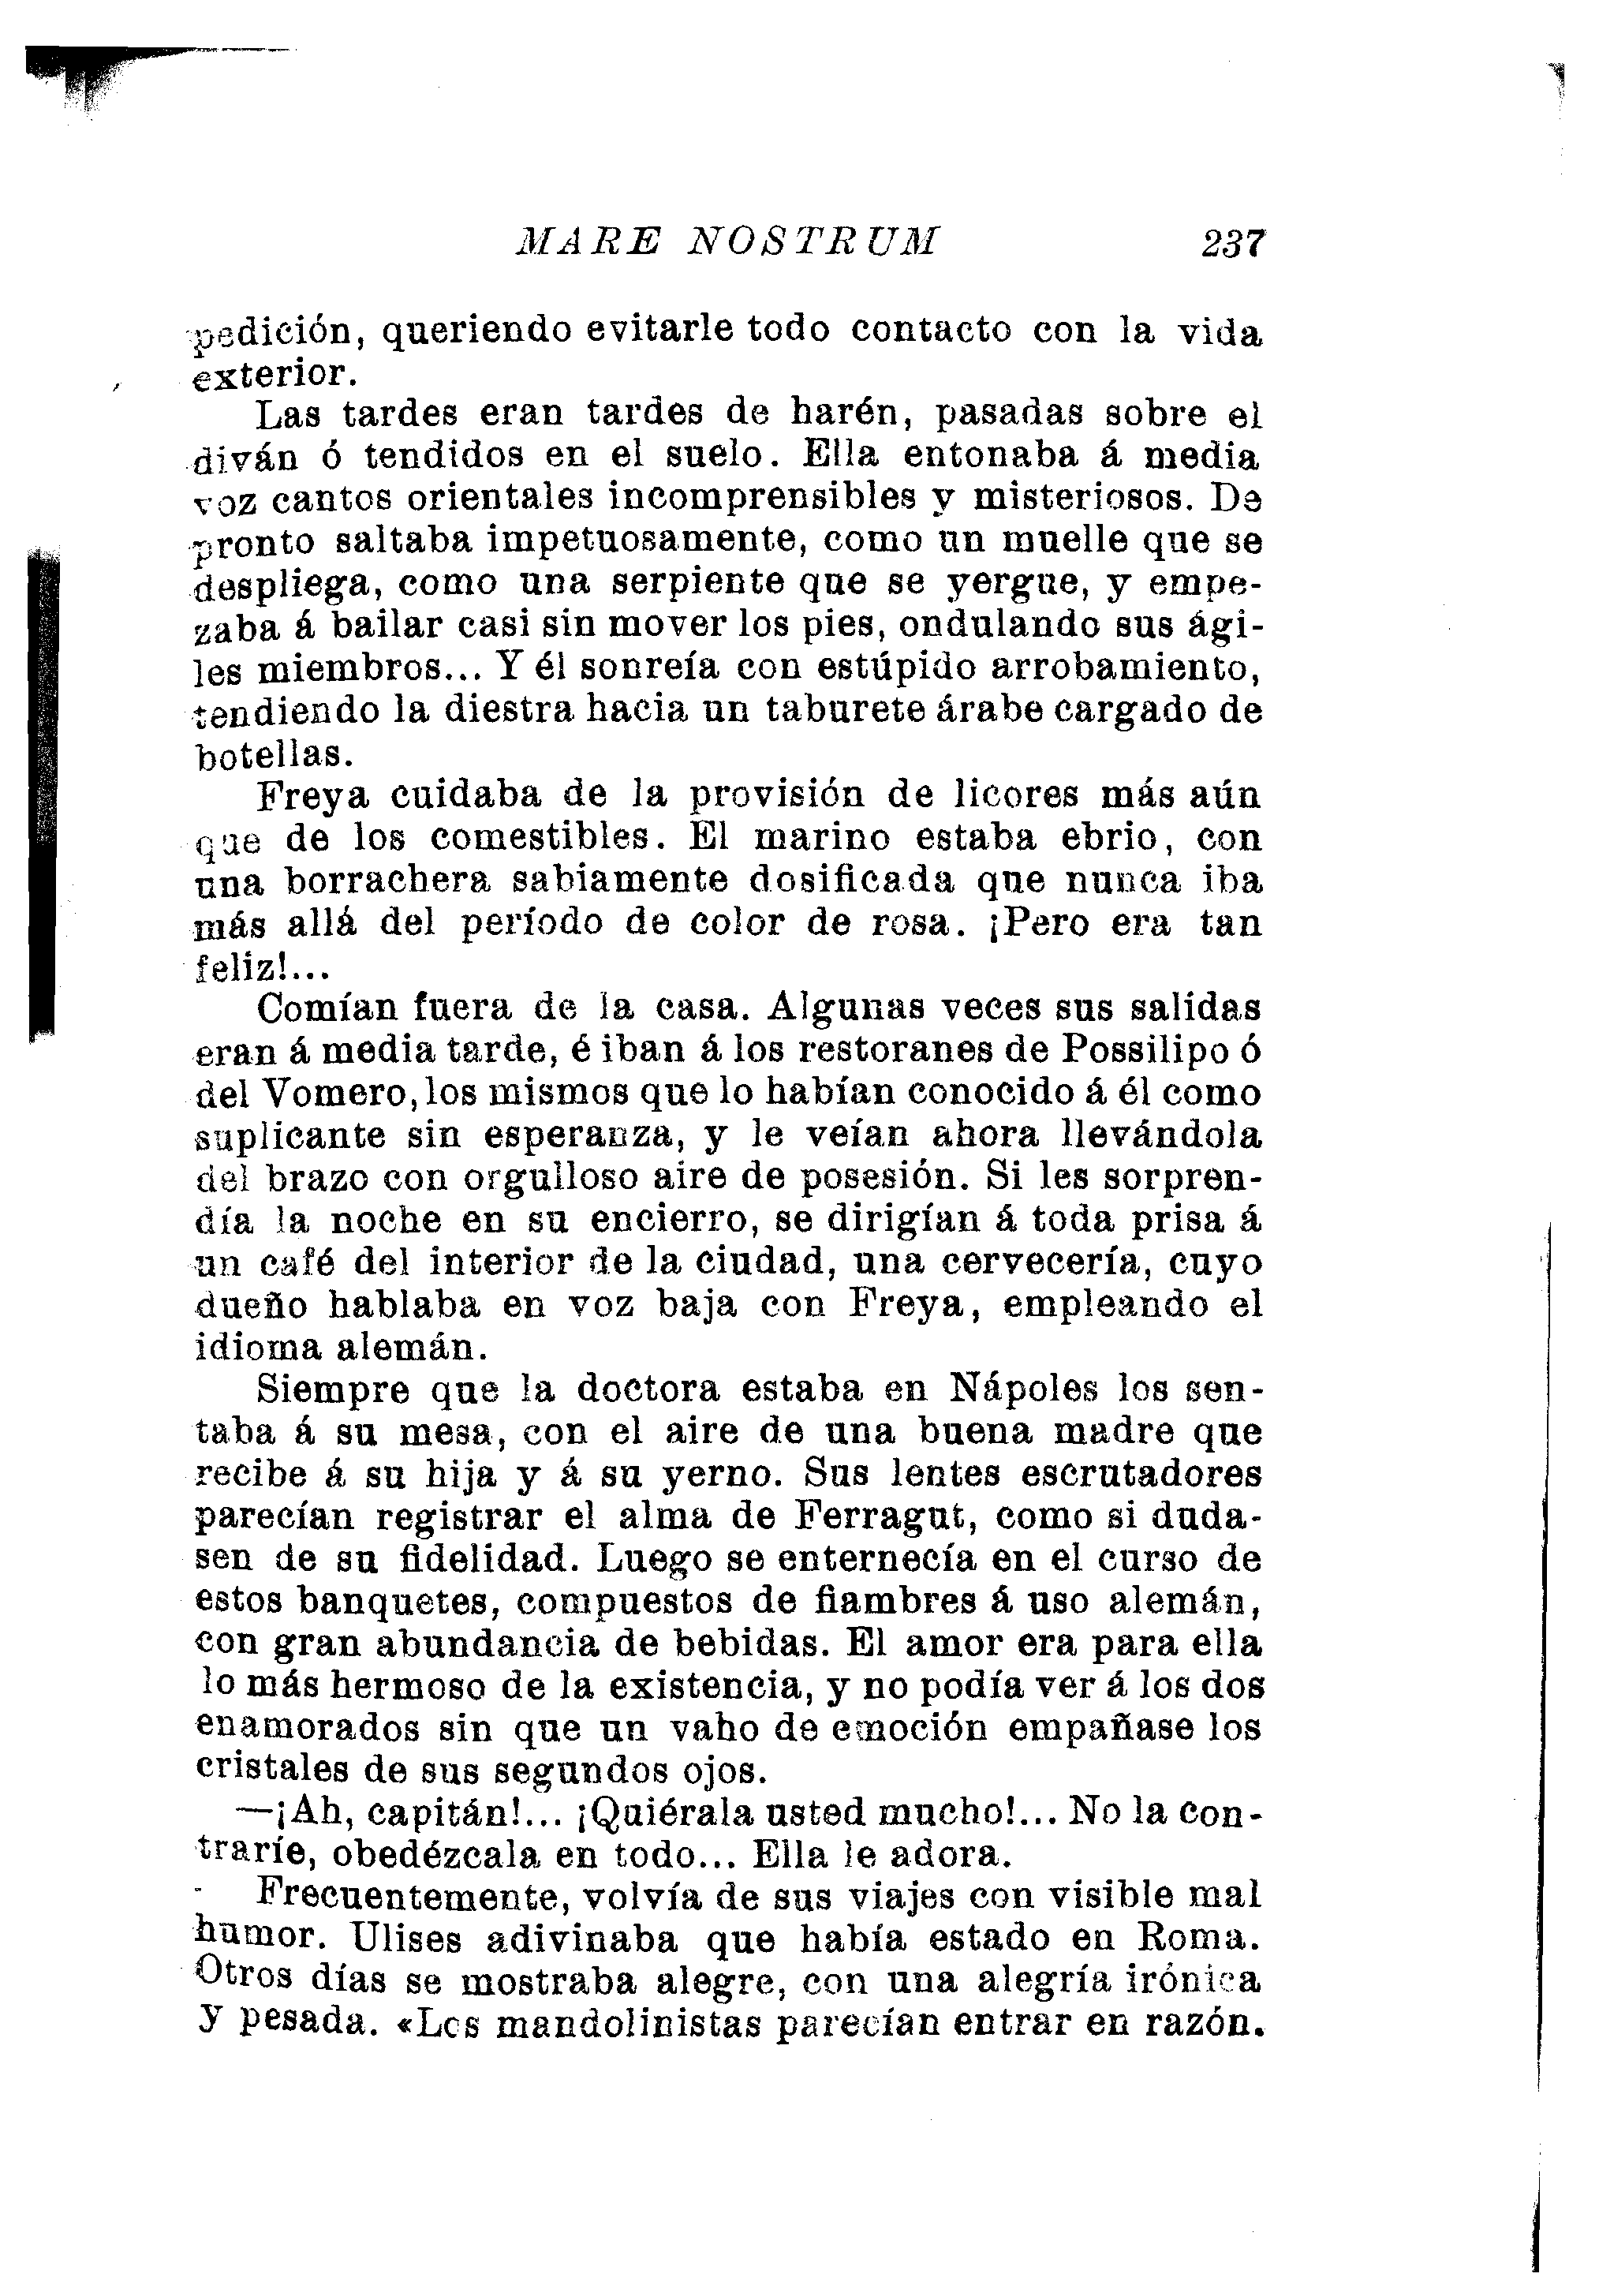 MARE NOSTRUM 237
pedición, queriendo evitarle todo contacto con la vida
exterior.
Las tardes eran tardes de harén, pasadas sobre el
diván ó tendidos en el suelo. Ella entonaba á media
voz cantos orientales incomprensibles y misteriosos. De
pronto saltaba impetuosamente, como un muelle que se
despliega, como una serpiente que se yergue, y empe-
zaba á bailar casi sin mover los pies, ondulando sus ági-
les miembros... Y él sonreía con estúpido arrobamiento,
tendiendo la diestra hacia un taburete árabe cargado de
botellas.
Freya cuidaba de la provisión de licores más aún
que de los comestibles. El marino estaba ebrio, con
una borrachera sabiamente dosificada que nunca iba
más allá del período de color de rosa. ¡Pero era tan
feliz!...
Comían fuera de la casa. Algunas veces sus salidas
eran á media tarde, é iban á los restoranes de Possilipo ó
del Vomero, los mismos que lo habían conocido á él como
suplicante sin esperanza, y le veían ahora llevándola
del brazo con orgulloso aire de posesión. Si les sorpren-
día la noche en su encierro, se dirigían á toda prisa á
un café del interior de la ciudad, una cervecería, cuyo
dueño hablaba en voz baja con Freya, empleando el
idioma alemán.
Siempre que la doctora estaba en Nápoles los sen-
taba á su mesa, con el aire de una buena madre que
recibe á su hija y á su yerno. Sus lentes escrutadores
parecían registrar el alma de Ferragut, como si duda-
sen de su fidelidad. Luego se enternecía en el curso de
estos banquetes, compuestos de fiambres á uso alemán,
con gran abundancia de bebidas. El amor era para ella
lo más hermoso de la existencia, y no podía ver á los dos
enamorados sin que un vaho de emoción empañase los
cristales de sus segundos ojos.
—¡Ah, capitán!... ¡Quiérala usted mucho!... No la con-
traríe, obedézcala en todo... Ella le adora.
Frecuentemente, volvía de sus viajes con visible mal
humor. Ulises adivinaba que había estado en Roma.
Otros días se mostraba alegre, con una alegría irónica
y pesada. «Los mandolinistas parecían entrar en razón.